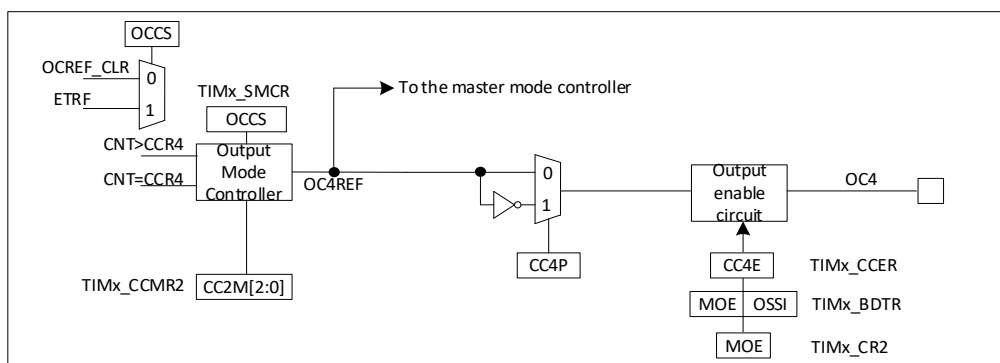 OCCS
OCREF_CLR
0
ETRF
1
TIMx_SMCR
OCCS
To the master mode controller
CNT>CCR4
CNT=CCR4
Output
Mode
Controller
OC4REF
0
1
Output
enable
circuit
OC4
CC4P
CC4E
TIMx_CCER
TIMx_CCMR2
CC2M[2:0]
MOE
OSSI
TIMx_BDTR
MOE
TIMx_CR2